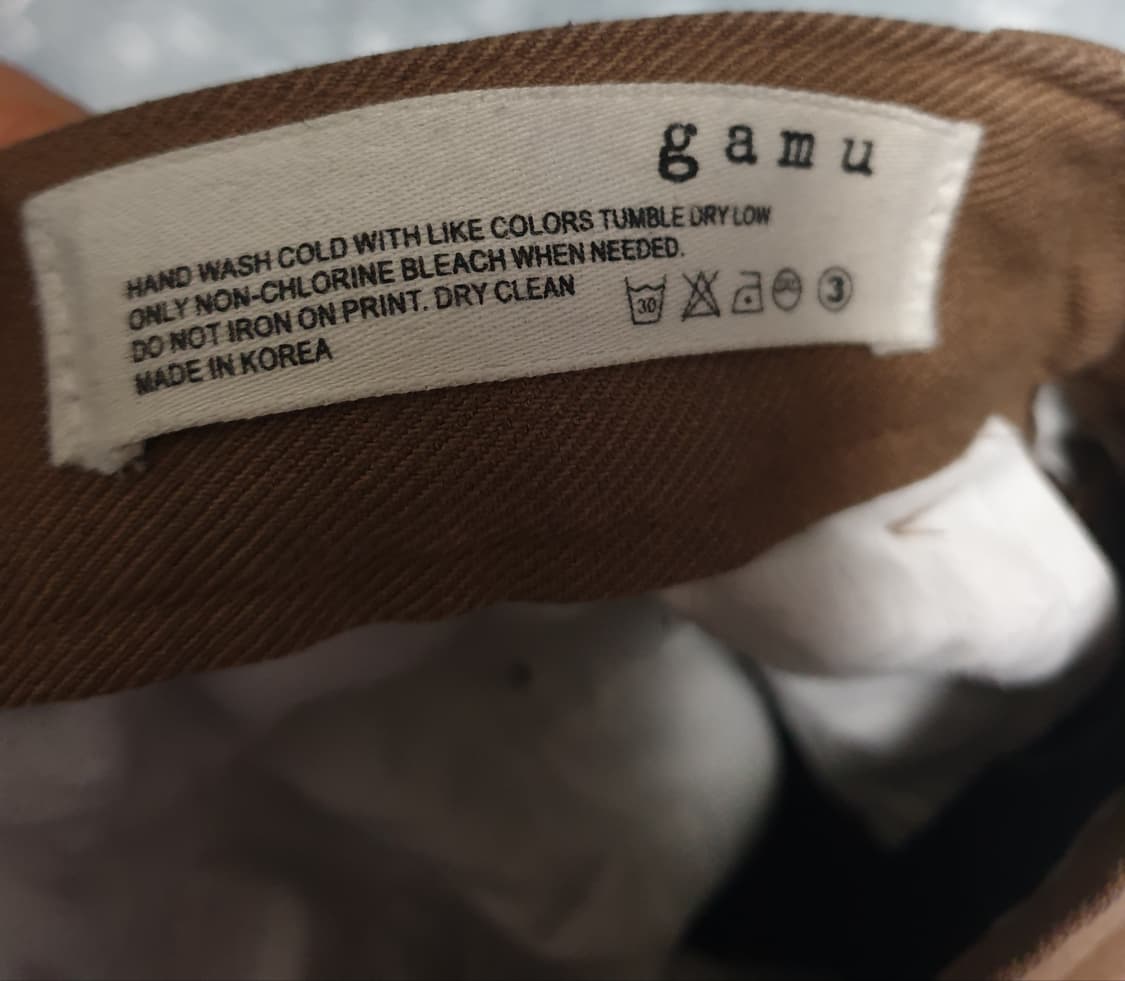 gamu
HAND WASH COLD WITH LIKE COLORS TUMBLE DRY LOW
ONLY NON-CHLORINE BLEACH WHEN NEEDED.
DO NOT IRON ON PRINT. DRY CLEAN
MADE IN KOREA
30
3